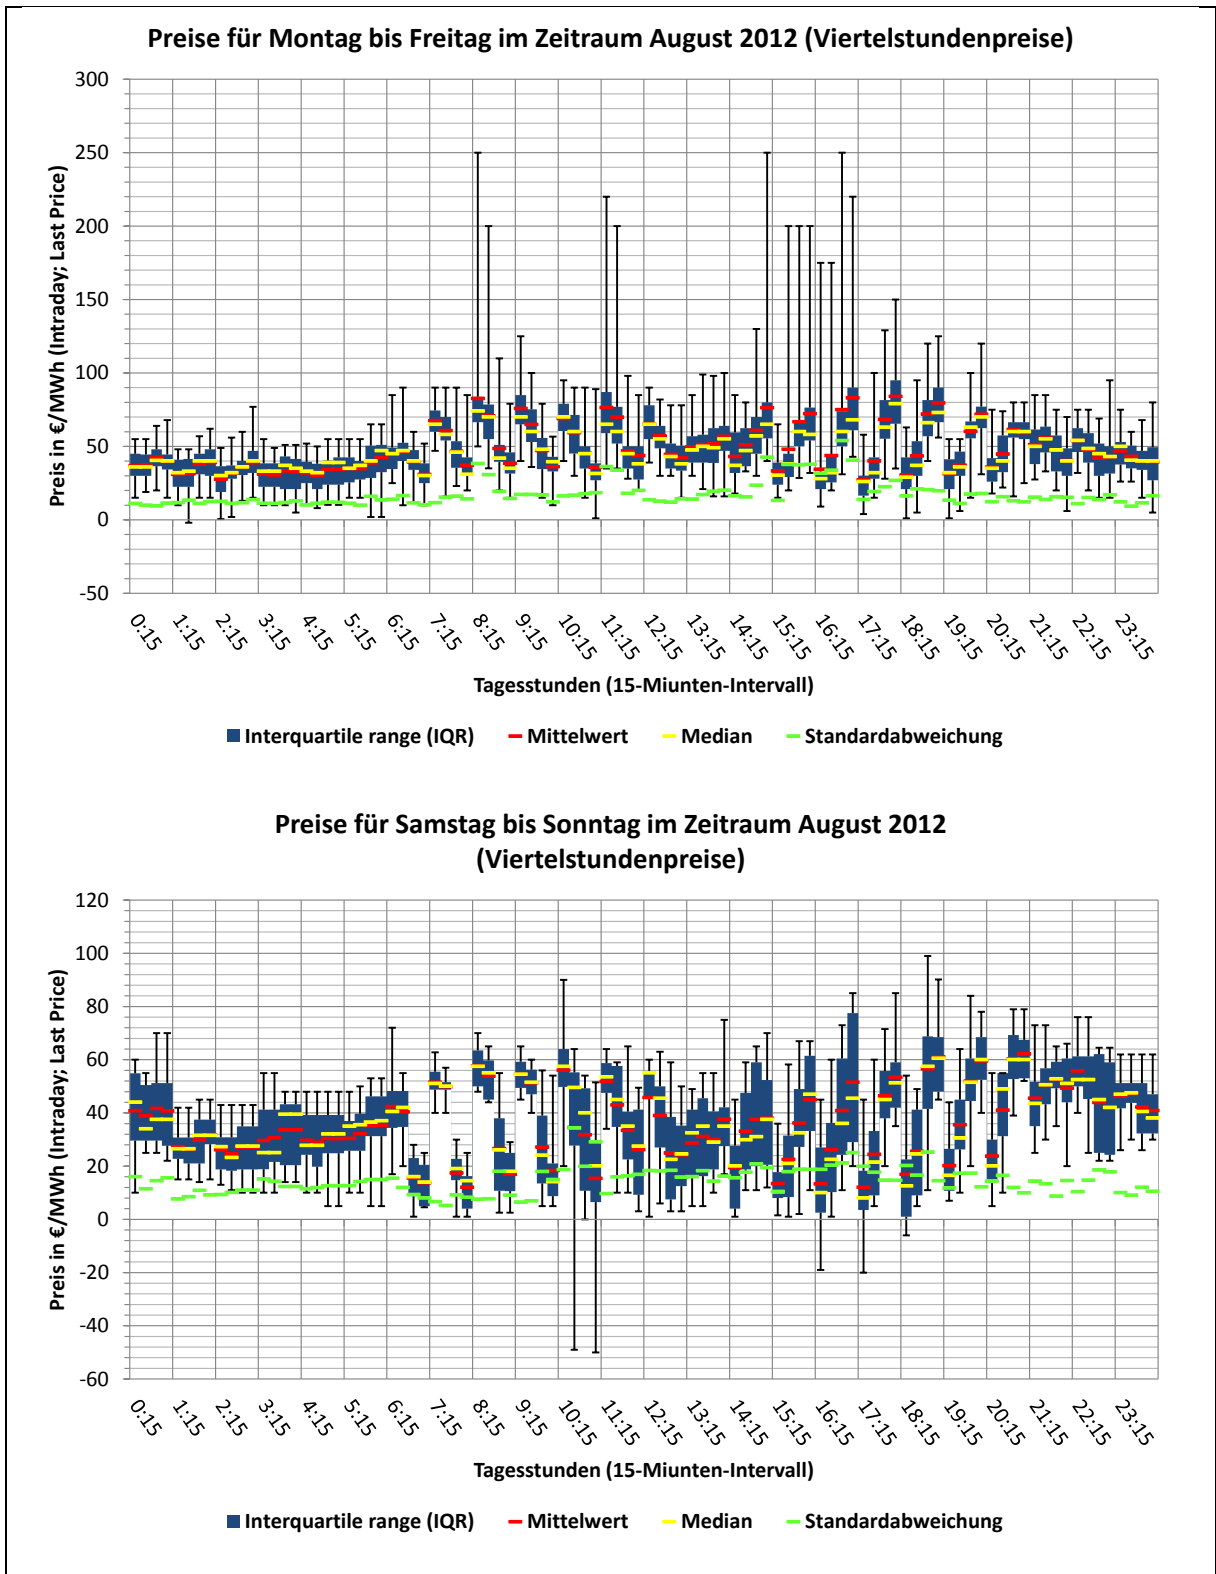 Preise für Montag bis Freitag im Zeitraum August 2012 (Viertelstundenpreise)
Preis in €/MWh (Intraday; Last Price)
300
250
200
150
100
50
0
-50
0:15 1:15 2:15 3:15 4:15 5:15 6:15 7:15 8:15 9:15 10:15 11:15 12:15 13:15 14:15 15:15 16:15 17:15 18:15 19:15 20:15 21:15 22:15 23:15
Tagesstunden (15-Miunten-Intervall)
Interquartile range (IQR) Mittelwert Median Standardabweichung
Preise für Samstag bis Sonntag im Zeitraum August 2012
(Viertelstundenpreise)
Preis in €/MWh (Intraday; Last Price)
120
100
80
60
40
20
0
-20
-40
-60
0:15 1:15 2:15 3:15 4:15 5:15 6:15 7:15 8:15 9:15 10:15 11:15 12:15 13:15 14:15 15:15 16:15 17:15 18:15 19:15 20:15 21:15 22:15 23:15
Tagesstunden (15-Miunten-Intervall)
Interquartile range (IQR) Mittelwert Median Standardabweichung